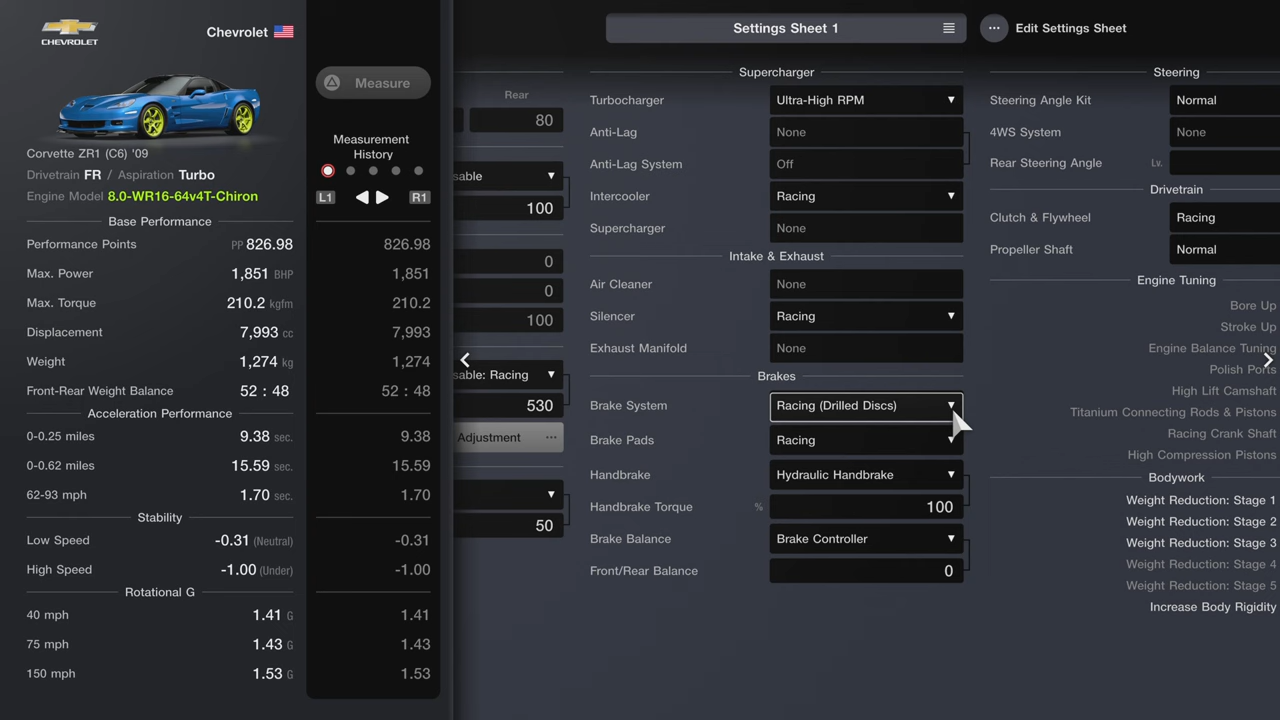 CHEVROLET
Chevrolet
Corvette ZR1 (C6) '09
Drivetrain FR / Aspiration Turbo
Engine Model 8.0-WR16-64v4T-Chiron
Base Performance
Performance Points PP 826.98
Max. Power 1,851 BHP
Max. Torque 210.2 kgfm
Displacement 7,993 cc
Weight 1,274 kg
Front-Rear Weight Balance 52 : 48
Acceleration Performance
0-0.25 miles 9.38 sec.
0-0.62 miles 15.59 sec.
62-93 mph 1.70 sec.
Stability
Low Speed -0.31 (Neutral)
High Speed -1.00 (Under)
Rotational G
40 mph 1.41 G
75 mph 1.43 G
150 mph 1.53 G
Measure
Measurement
History
L1 R1
826.98
1,851
210.2
7,993
1,274
52 : 48
9.38
15.59
1.70
-0.31
-1.00
1.41
1.43
1.53
Settings Sheet 1
Edit Settings Sheet
Rear
80
sable
100
0
0
100
sable: Racing
530
Adjustment ...
50
Supercharger
Turbocharger Ultra-High RPM
Anti-Lag None
Anti-Lag System Off
Intercooler Racing
Supercharger None
Intake & Exhaust
Air Cleaner None
Silencer Racing
Exhaust Manifold None
Brakes
Brake System Racing (Drilled Discs)
Brake Pads Racing
Handbrake Hydraulic Handbrake
Handbrake Torque % 100
Brake Balance Brake Controller
Front/Rear Balance 0
Steering
Steering Angle Kit Normal
4WS System None
Rear Steering Angle Lv.
Drivetrain
Clutch & Flywheel Racing
Propeller Shaft Normal
Engine Tuning
Bore Up
Stroke Up
Engine Balance Tuning
Polish Ports
High Lift Camshaft
Titanium Connecting Rods & Pistons
Racing Crank Shaft
High Compression Pistons
Bodywork
Weight Reduction: Stage 1
Weight Reduction: Stage 2
Weight Reduction: Stage 3
Weight Reduction: Stage 4
Weight Reduction: Stage 5
Increase Body Rigidity